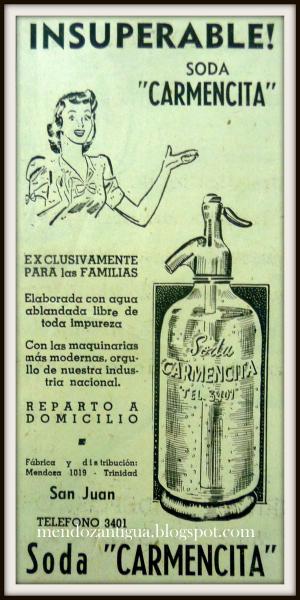 INSUPERABLE!
SODA
"CARMENCITA"
EXCLUSIVAMENTE
PARA las FAMILIAS
Elaborada con agua
ablandada libre de
toda impureza
Con las maquinarias
más modernas, orgu-
llo de nuestra indus-
tria nacional.
REPARTO A
DOMICILIO
Fábrica y distribución:
Mendoza 1019 - Trinidad
San Juan
TELEFONO 3401
Soda
CARMENCITA
TEL. 3401
mendozantigua.blogspot.com
Soda "CARMENCITA"